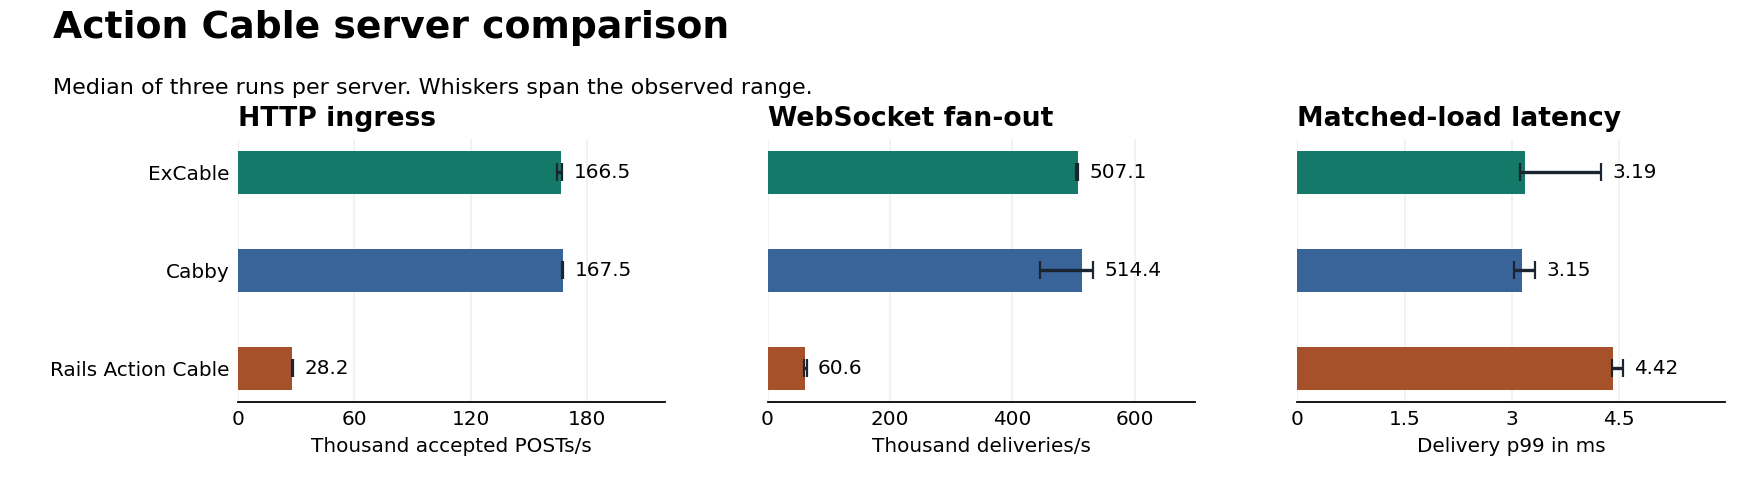 Action Cable server comparison
Median of three runs per server. Whiskers span the observed range.
HTTP ingress
ExCable
166.5
Cabby
167.5
Rails Action Cable
28.2
0 60 120 180
Thousand accepted POSTs/s
WebSocket fan-out
507.1
514.4
60.6
0 200 400 600
Thousand deliveries/s
Matched-load latency
3.19
3.15
4.42
0 1.5 3 4.5
Delivery p99 in ms